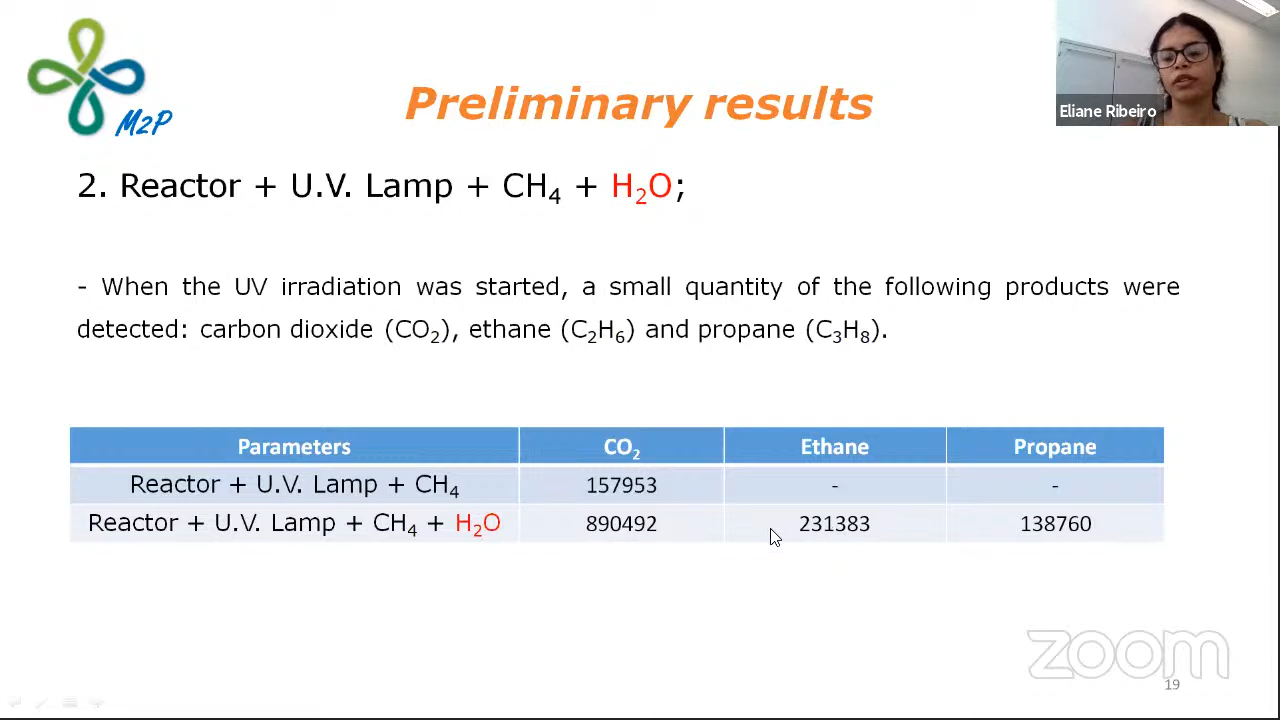 M2P
Preliminary results
Eliane Ribeiro
2. Reactor + U.V. Lamp + CH₄ + H₂O;
- When the UV irradiation was started, a small quantity of the following products were
detected: carbon dioxide (CO₂), ethane (C₂H₆) and propane (C₃H₈).
Parameters CO₂ Ethane Propane
Reactor + U.V. Lamp + CH₄ 157953 - -
Reactor + U.V. Lamp + CH₄ + H₂O 890492 231383 138760
zoom
19